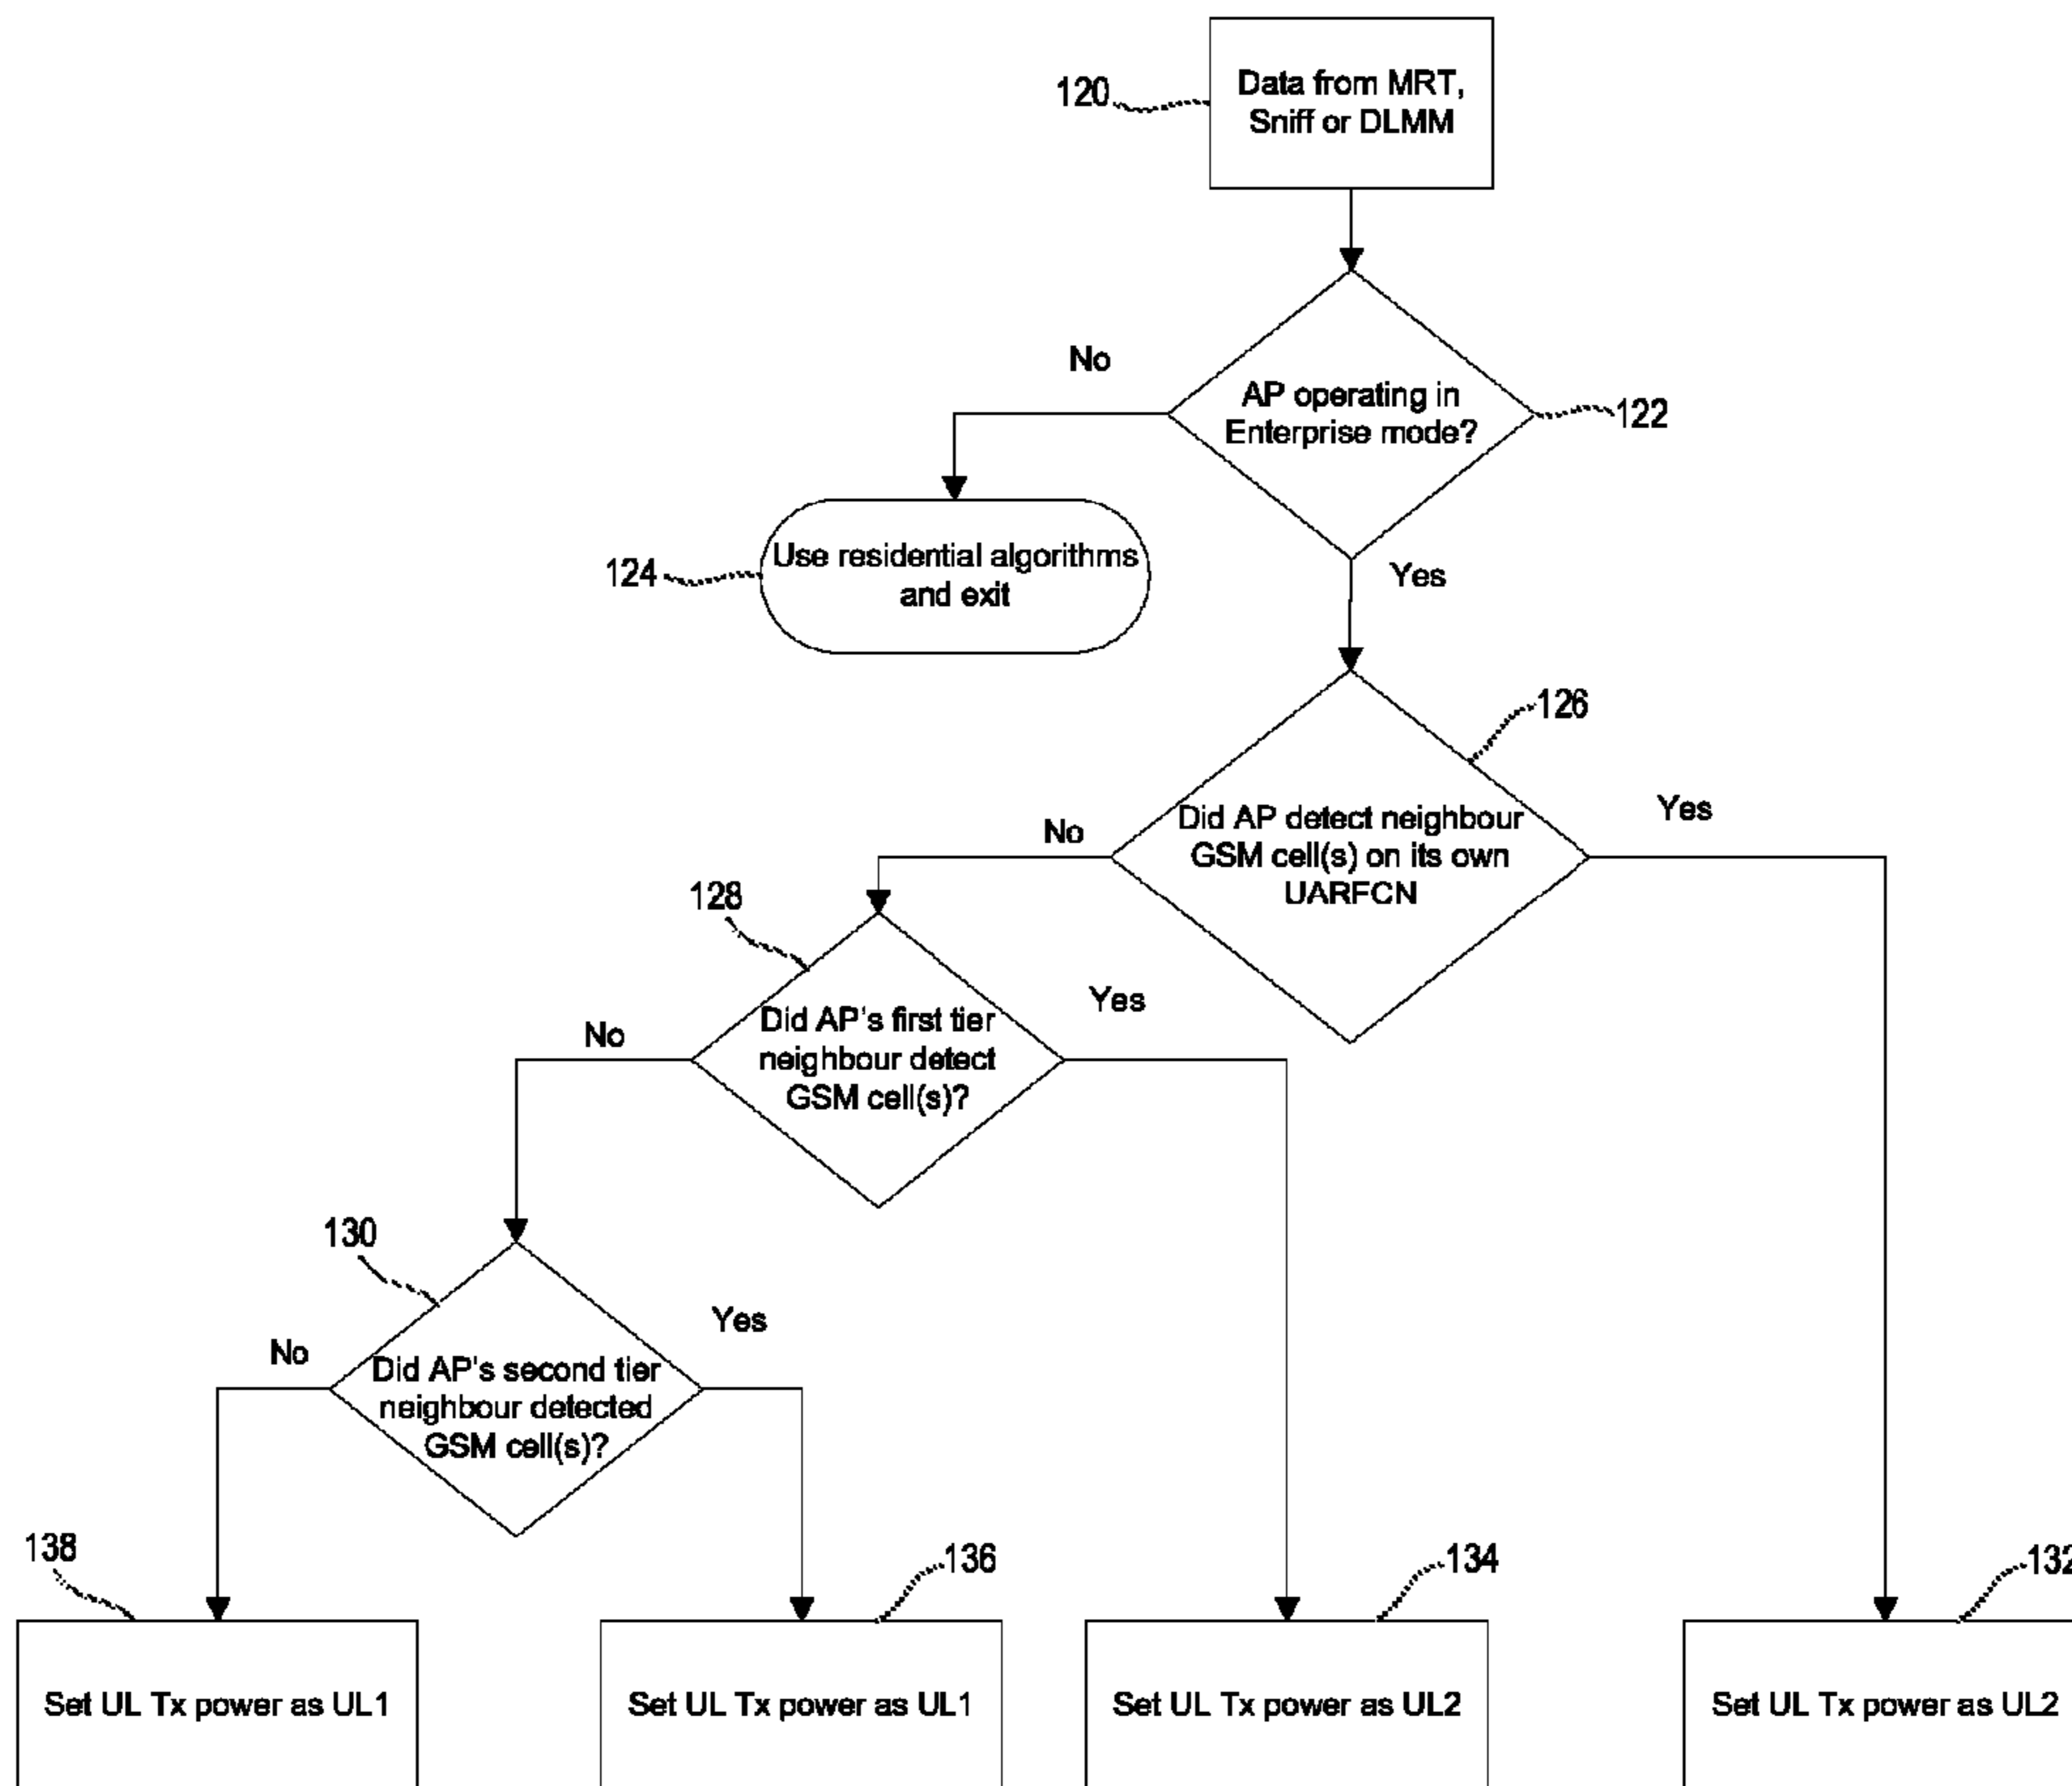 120
Data from MRT,
Sniff or DLMM
No
AP operating in
Enterprise mode?
122
124
Use residential algorithms
and exit
Yes
126
Did AP detect neighbour
GSM cell(s) on its own
UARFCN
No
Yes
128
Did AP's first tier
neighbour detect
GSM cell(s)?
No
Yes
130
Did AP's second tier
neighbour detected
GSM cell(s)?
No
Yes
138
136
134
132
Set UL Tx power as UL1
Set UL Tx power as UL1
Set UL Tx power as UL2
Set UL Tx power as UL2